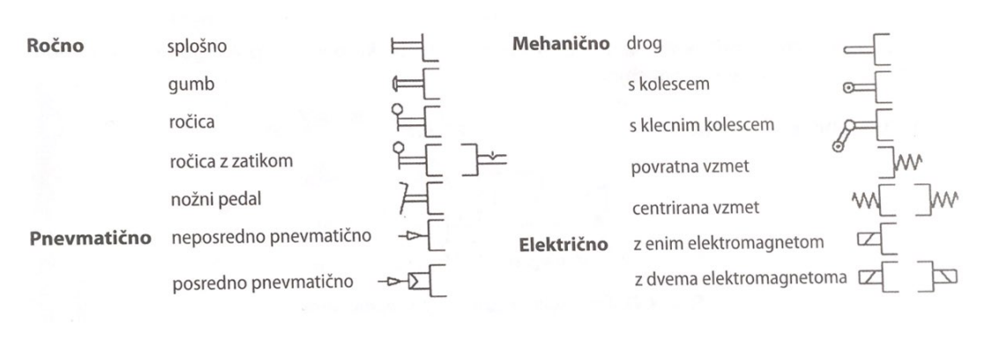 Ročno splošno
gumb
ročica
ročica z zatikom
nožni pedal
Pnevmatično neposredno pnevmatično
posredno pnevmatično
Mehanično drog
s kolescem
s klecnim kolescem
povratna vzmet
centrirana vzmet
Električno z enim elektromagnetom
z dvema elektromagnetoma